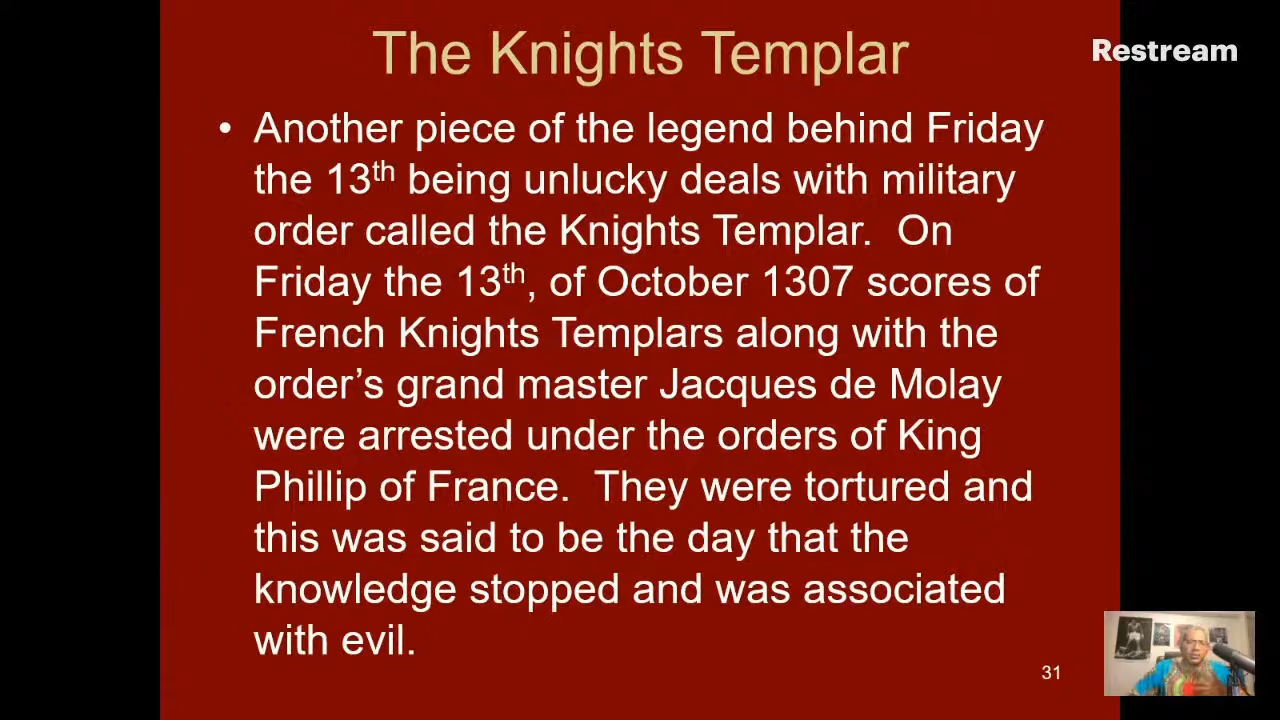 The Knights Templar
Restream
• Another piece of the legend behind Friday
the 13th being unlucky deals with military
order called the Knights Templar.  On
Friday the 13th, of October 1307 scores of
French Knights Templars along with the
order’s grand master Jacques de Molay
were arrested under the orders of King
Phillip of France.  They were tortured and
this was said to be the day that the
knowledge stopped and was associated
with evil.
31